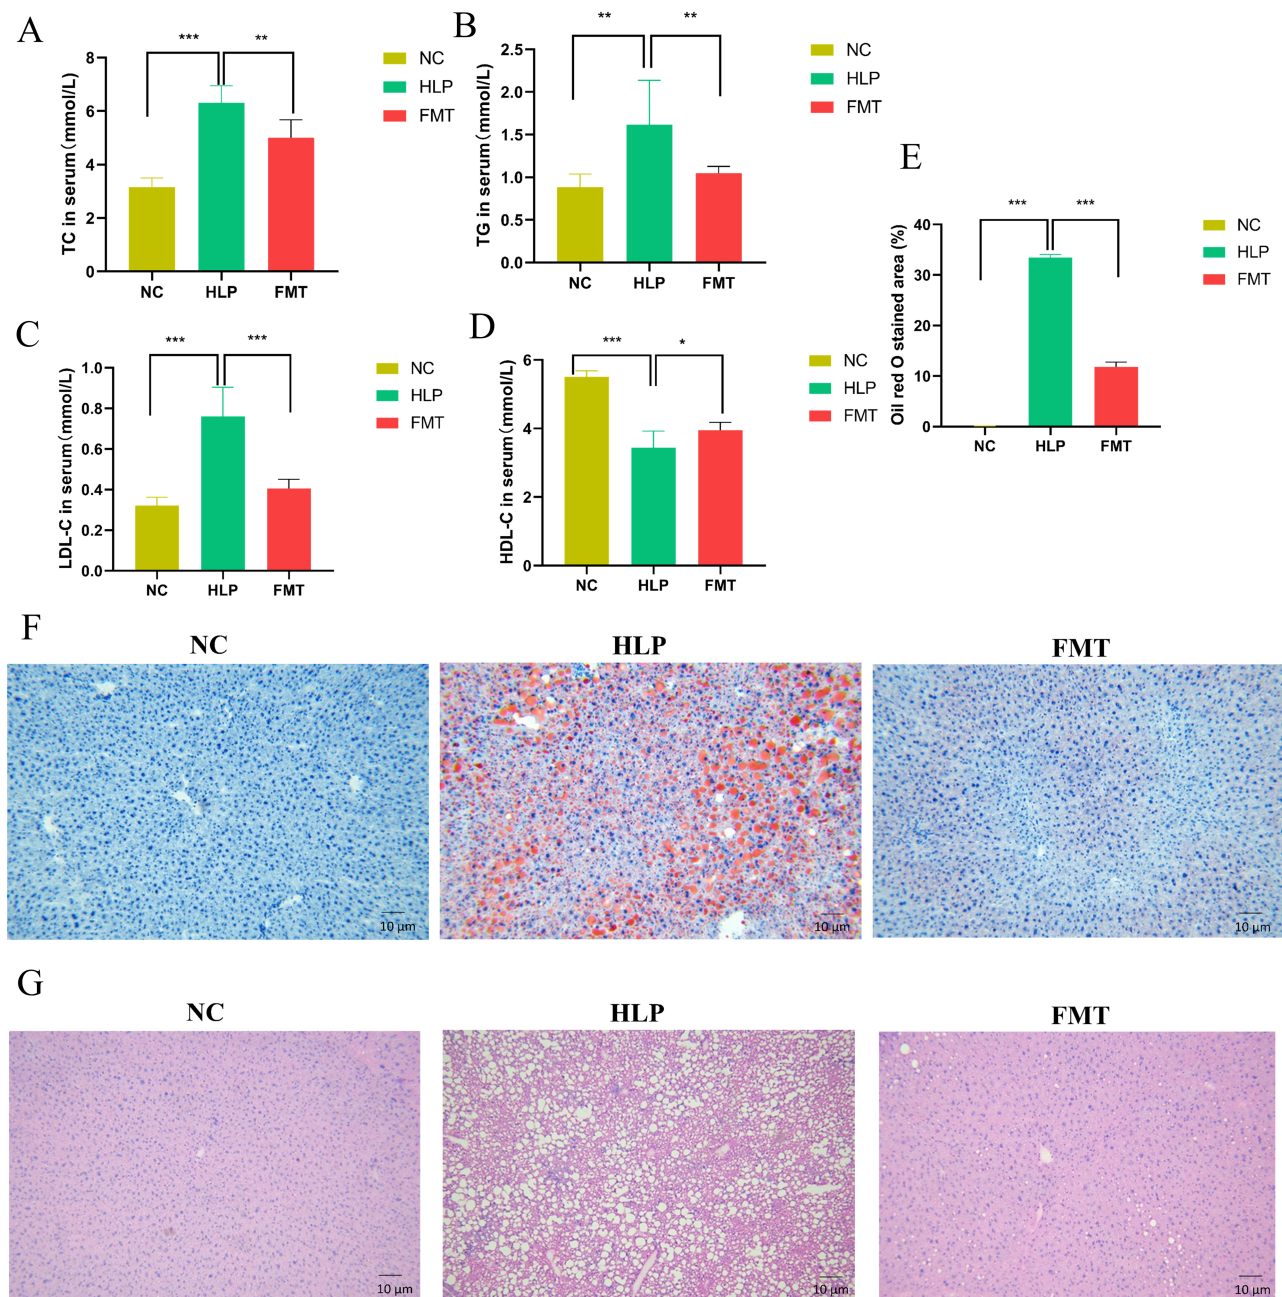 A
***
**
TC in serum (mmol/L)
8
6
4
2
0
NC
HLP
FMT
NC
HLP
FMT
B
**
**
TG in serum (mmol/L)
2.5
2.0
1.5
1.0
0.5
0.0
NC
HLP
FMT
NC
HLP
FMT
C
***
***
LDL-C in serum (mmol/L)
1.0
0.8
0.6
0.4
0.2
0.0
NC
HLP
FMT
NC
HLP
FMT
D
***
*
HDL-C in serum (mmol/L)
6
4
2
0
NC
HLP
FMT
NC
HLP
FMT
E
***
***
Oil red O stained area (%)
40
30
20
10
0
NC
HLP
FMT
NC
HLP
FMT
F
NC
HLP
FMT
10 μm
10 μm
10 μm
G
NC
HLP
FMT
10 μm
10 μm
10 μm